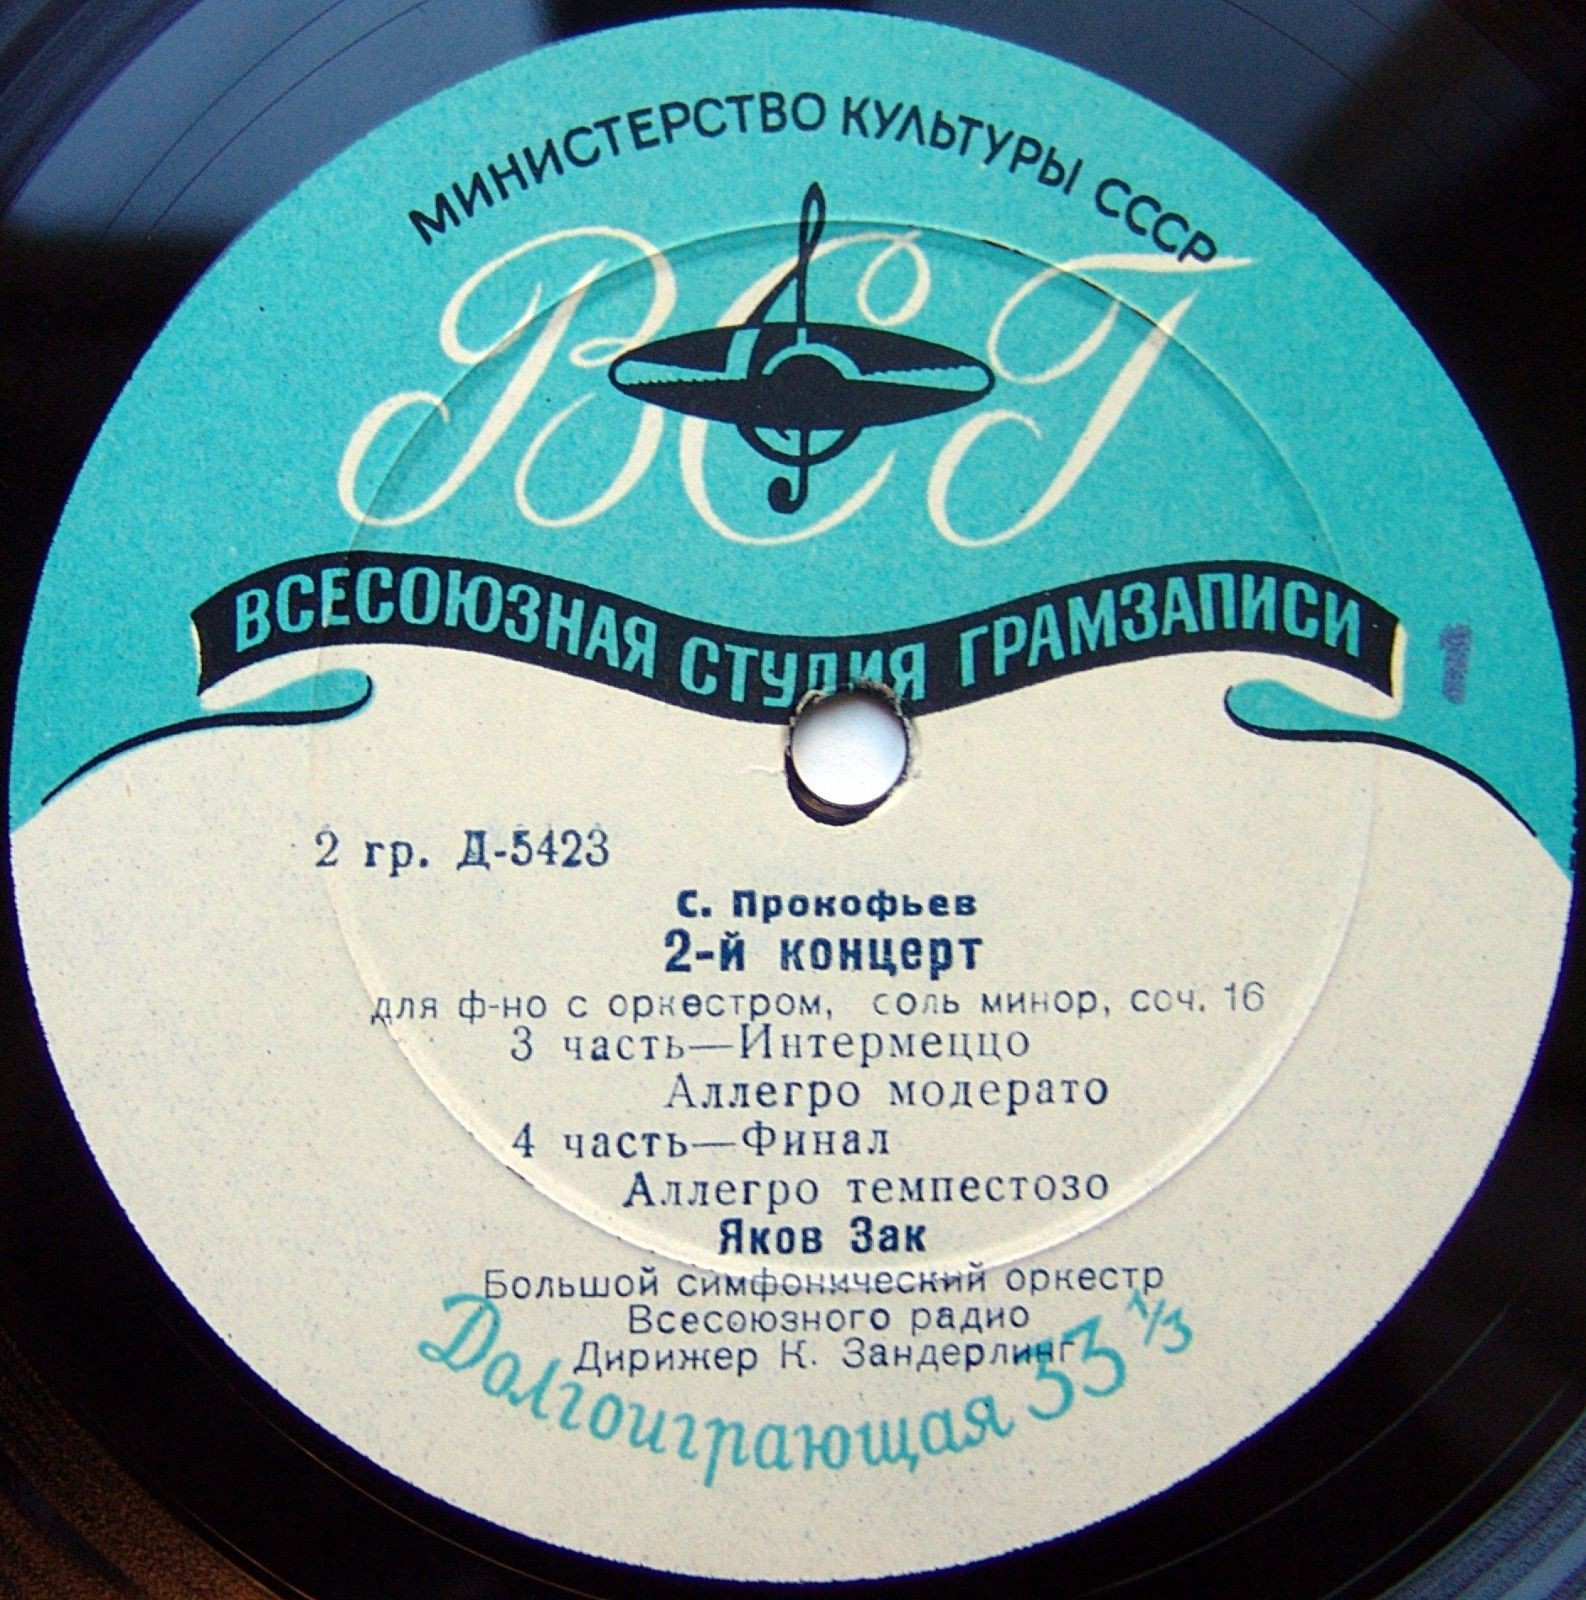 МИНИСТЕРСТВО КУЛЬТУРЫ СССР
ВСГ
ВСЕСОЮЗНАЯ СТУДИЯ ГРАМЗАПИСИ
2 гр. Д-5423
С. Прокофьев
2-й концерт
для ф-но с оркестром, соль минор, соч. 16
3 часть—Интермеццо
Аллегро модерато
4 часть—Финал
Аллегро темпестозо
Яков Зак
Большой симфонический оркестр
Всесоюзного радио
Дирижер К. Зандерлинг
Долгоиграющая 33 1/3